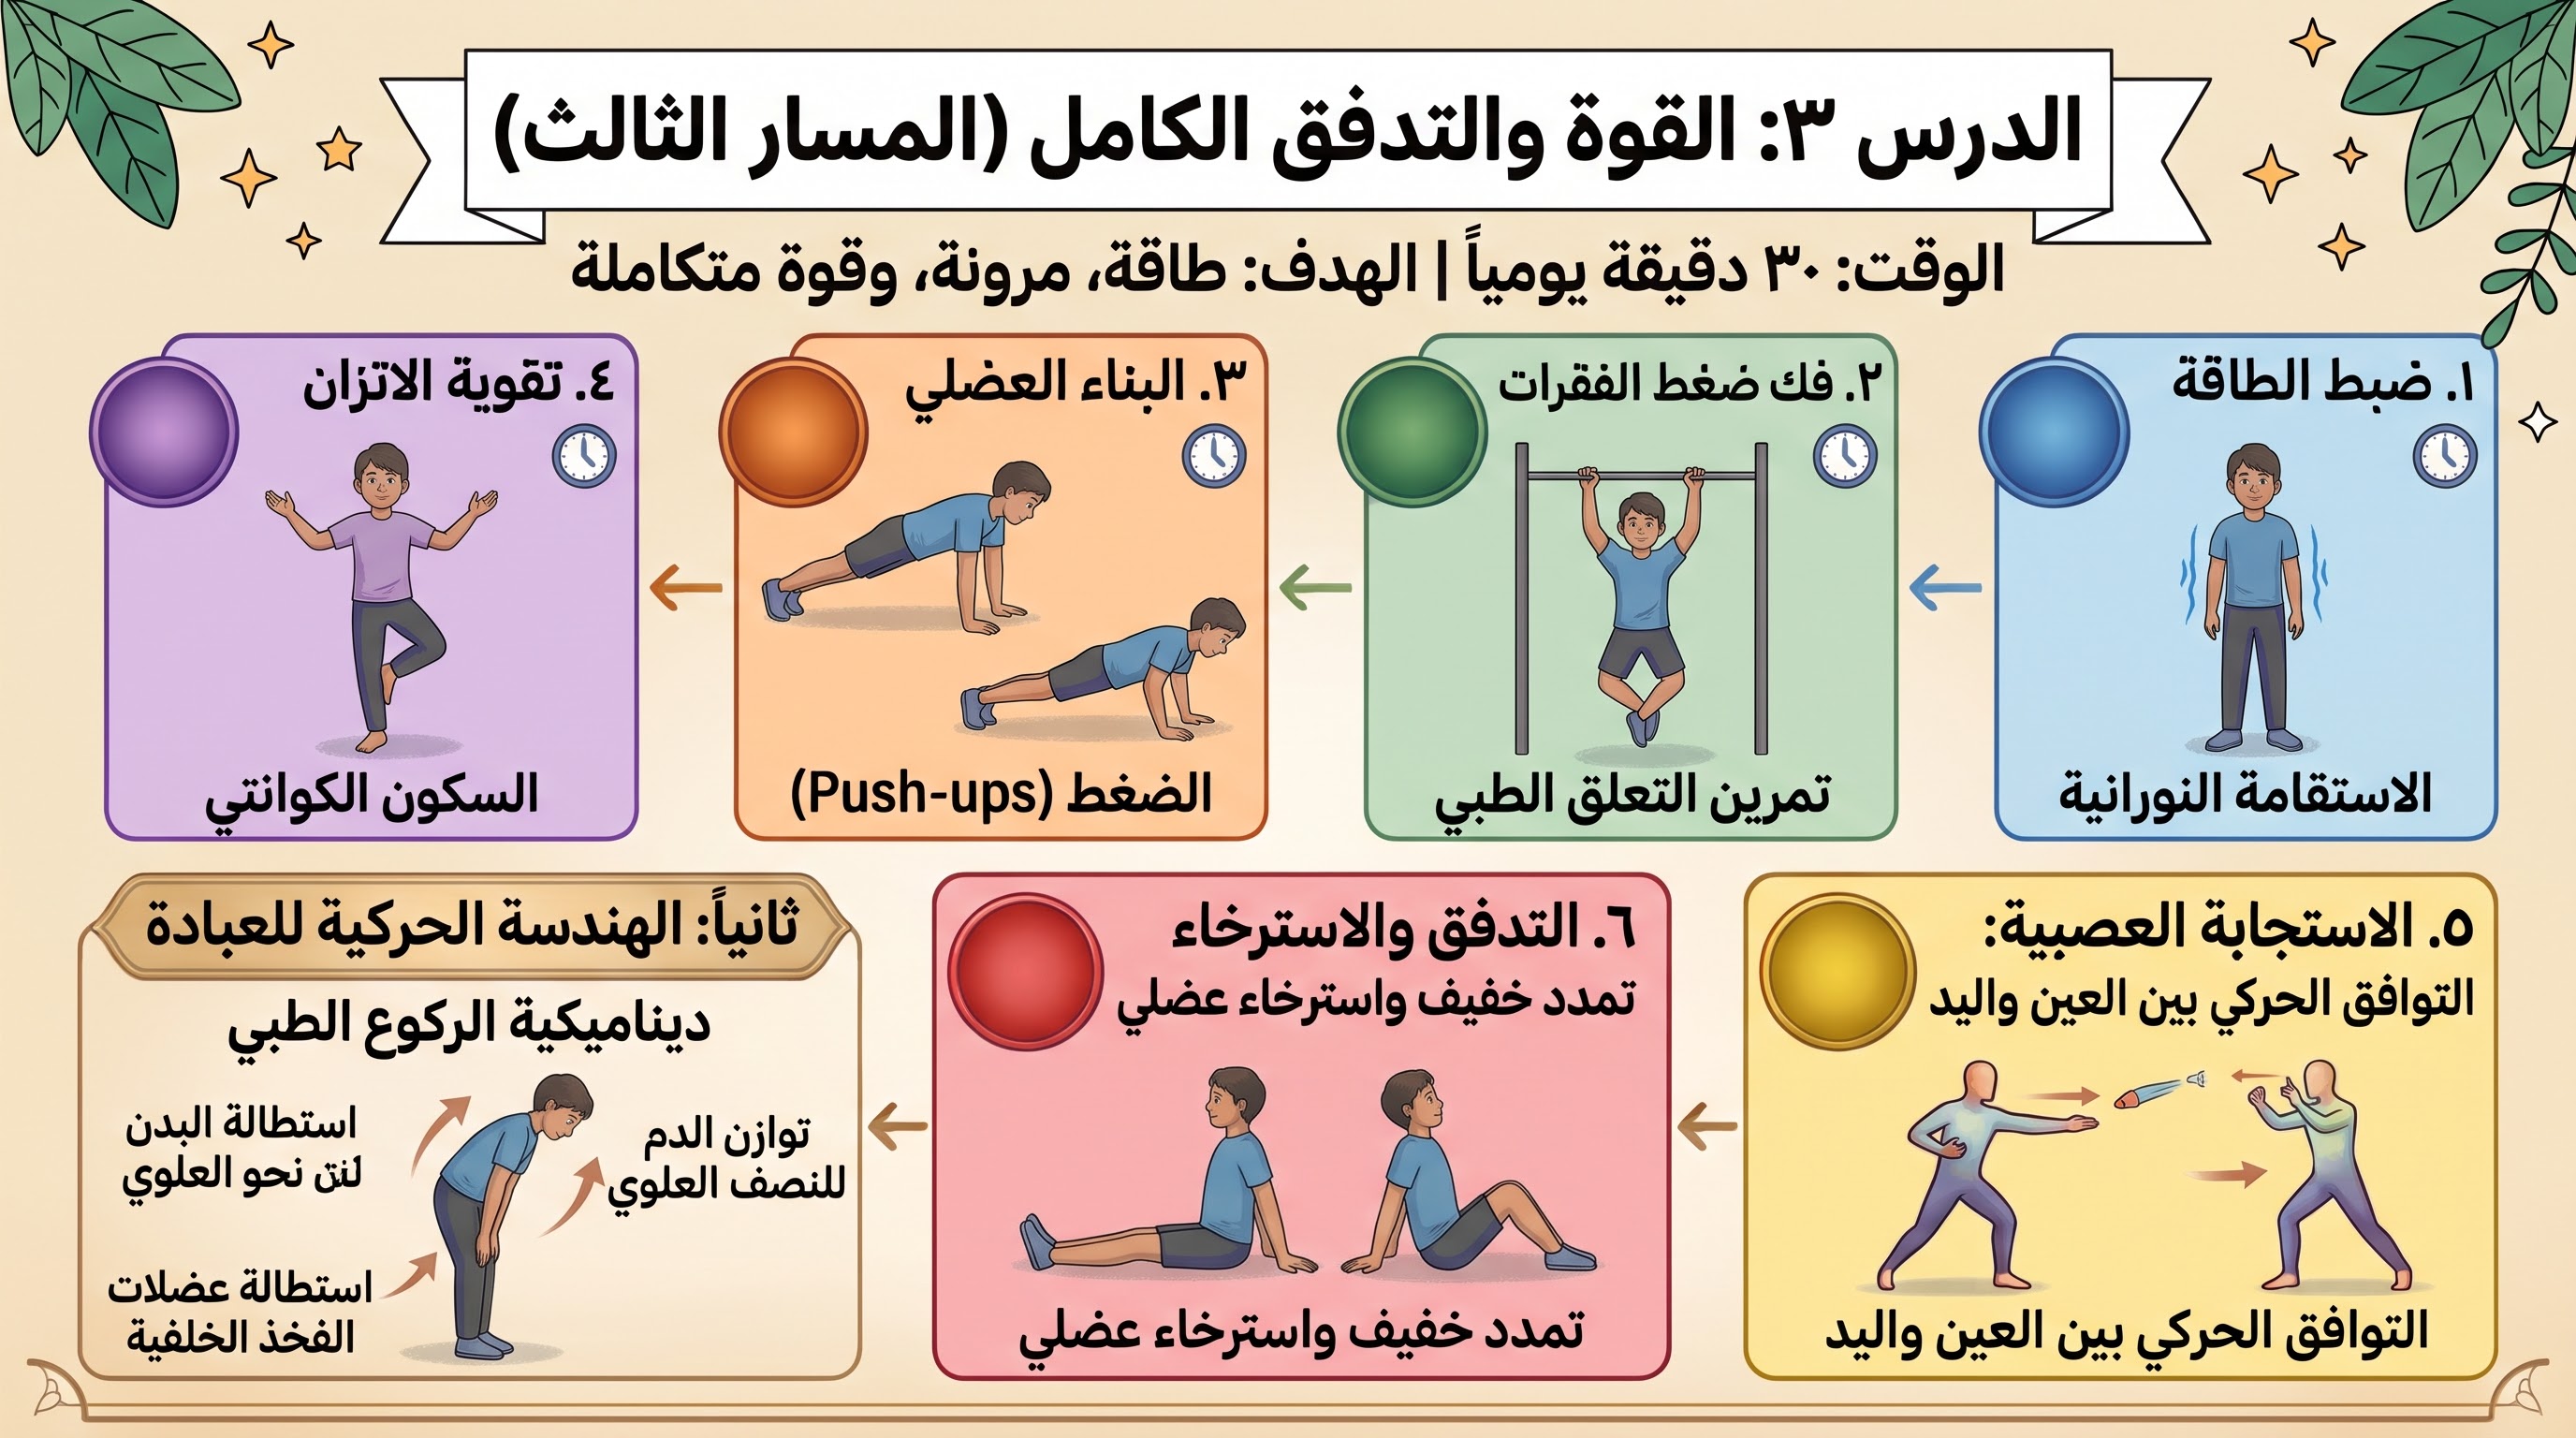 الدرس ٣: القوة والتدفق الكامل (المسار الثالث)
الوقت: ٣٠ دقيقة يومياً | الهدف: طاقة، مرونة، وقوة متكاملة
١. ضبط الطاقة
الاستقامة النورانية
٢. فك ضغط الفقرات
تمرين التعلق الطبي
٣. البناء العضلي
الضغط (Push-ups)
٤. تقوية الاتزان
السكون الكوانتي
٥. الاستجابة العصبية:
التوافق الحركي بين العين واليد
التوافق الحركي بين العين واليد
٦. التدفق والاسترخاء
تمدد خفيف واسترخاء عضلي
تمدد خفيف واسترخاء عضلي
ثانياً: الهندسة الحركية للعبادة
ديناميكية الركوع الطبي
توازن الدم
للنصف العلوي
استطالة البدن
نحو العلوي
استطالة عضلات
الفخذ الخلفية